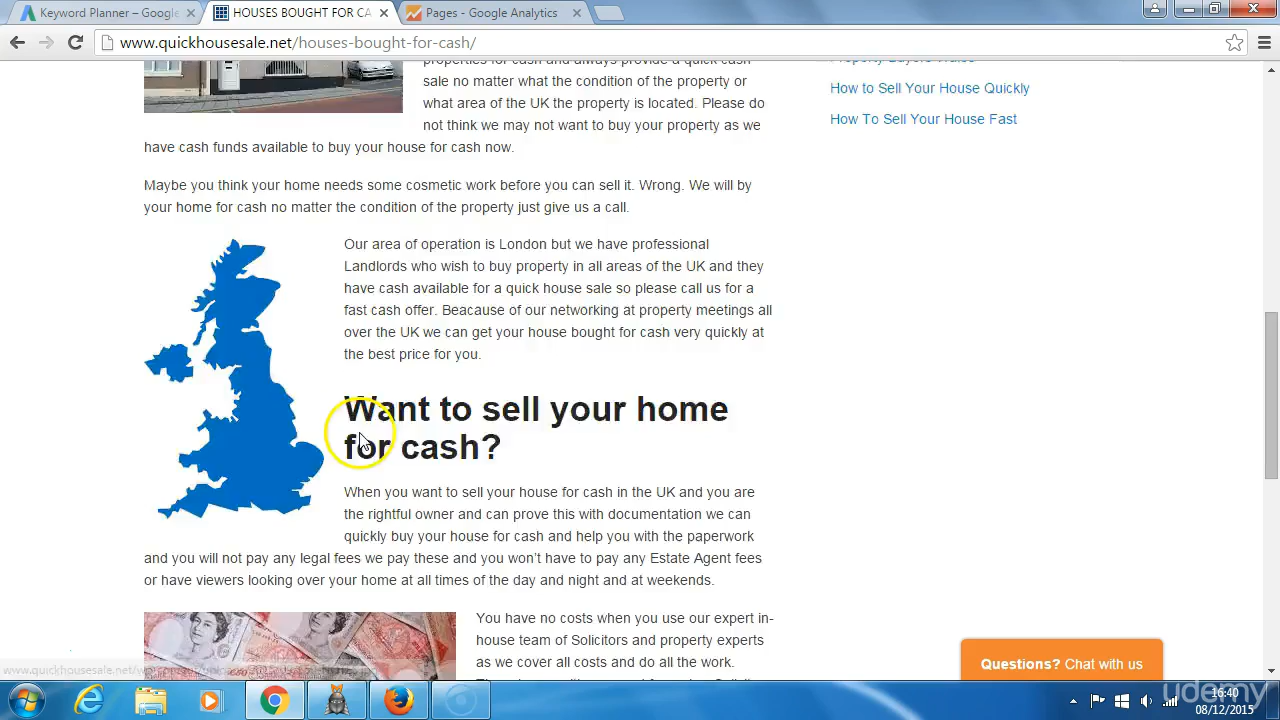 Keyword Planner – Google
HOUSES BOUGHT FOR CA
Pages - Google Analytics
www.quickhousesale.net/houses-bought-for-cash/
properties for cash and always provide a quick cash
sale no matter what the condition of the property or
what area of the UK the property is located. Please do
not think we may not want to buy your property as we
have cash funds available to buy your house for cash now.
How to Sell Your House Quickly
How To Sell Your House Fast
Maybe you think your home needs some cosmetic work before you can sell it. Wrong. We will by
your home for cash no matter the condition of the property just give us a call.
Our area of operation is London but we have professional
Landlords who wish to buy property in all areas of the UK and they
have cash available for a quick house sale so please call us for a
fast cash offer. Beacause of our networking at property meetings all
over the UK we can get your house bought for cash very quickly at
the best price for you.
Want to sell your home
for cash?
When you want to sell your house for cash in the UK and you are
the rightful owner and can prove this with documentation we can
quickly buy your house for cash and help you with the paperwork
and you will not pay any legal fees we pay these and you won't have to pay any Estate Agent fees
or have viewers looking over your home at all times of the day and night and at weekends.
You have no costs when you use our expert in-
house team of Solicitors and property experts
as we cover all costs and do all the work.
Questions? Chat with us
udemy
16:40
08/12/2015